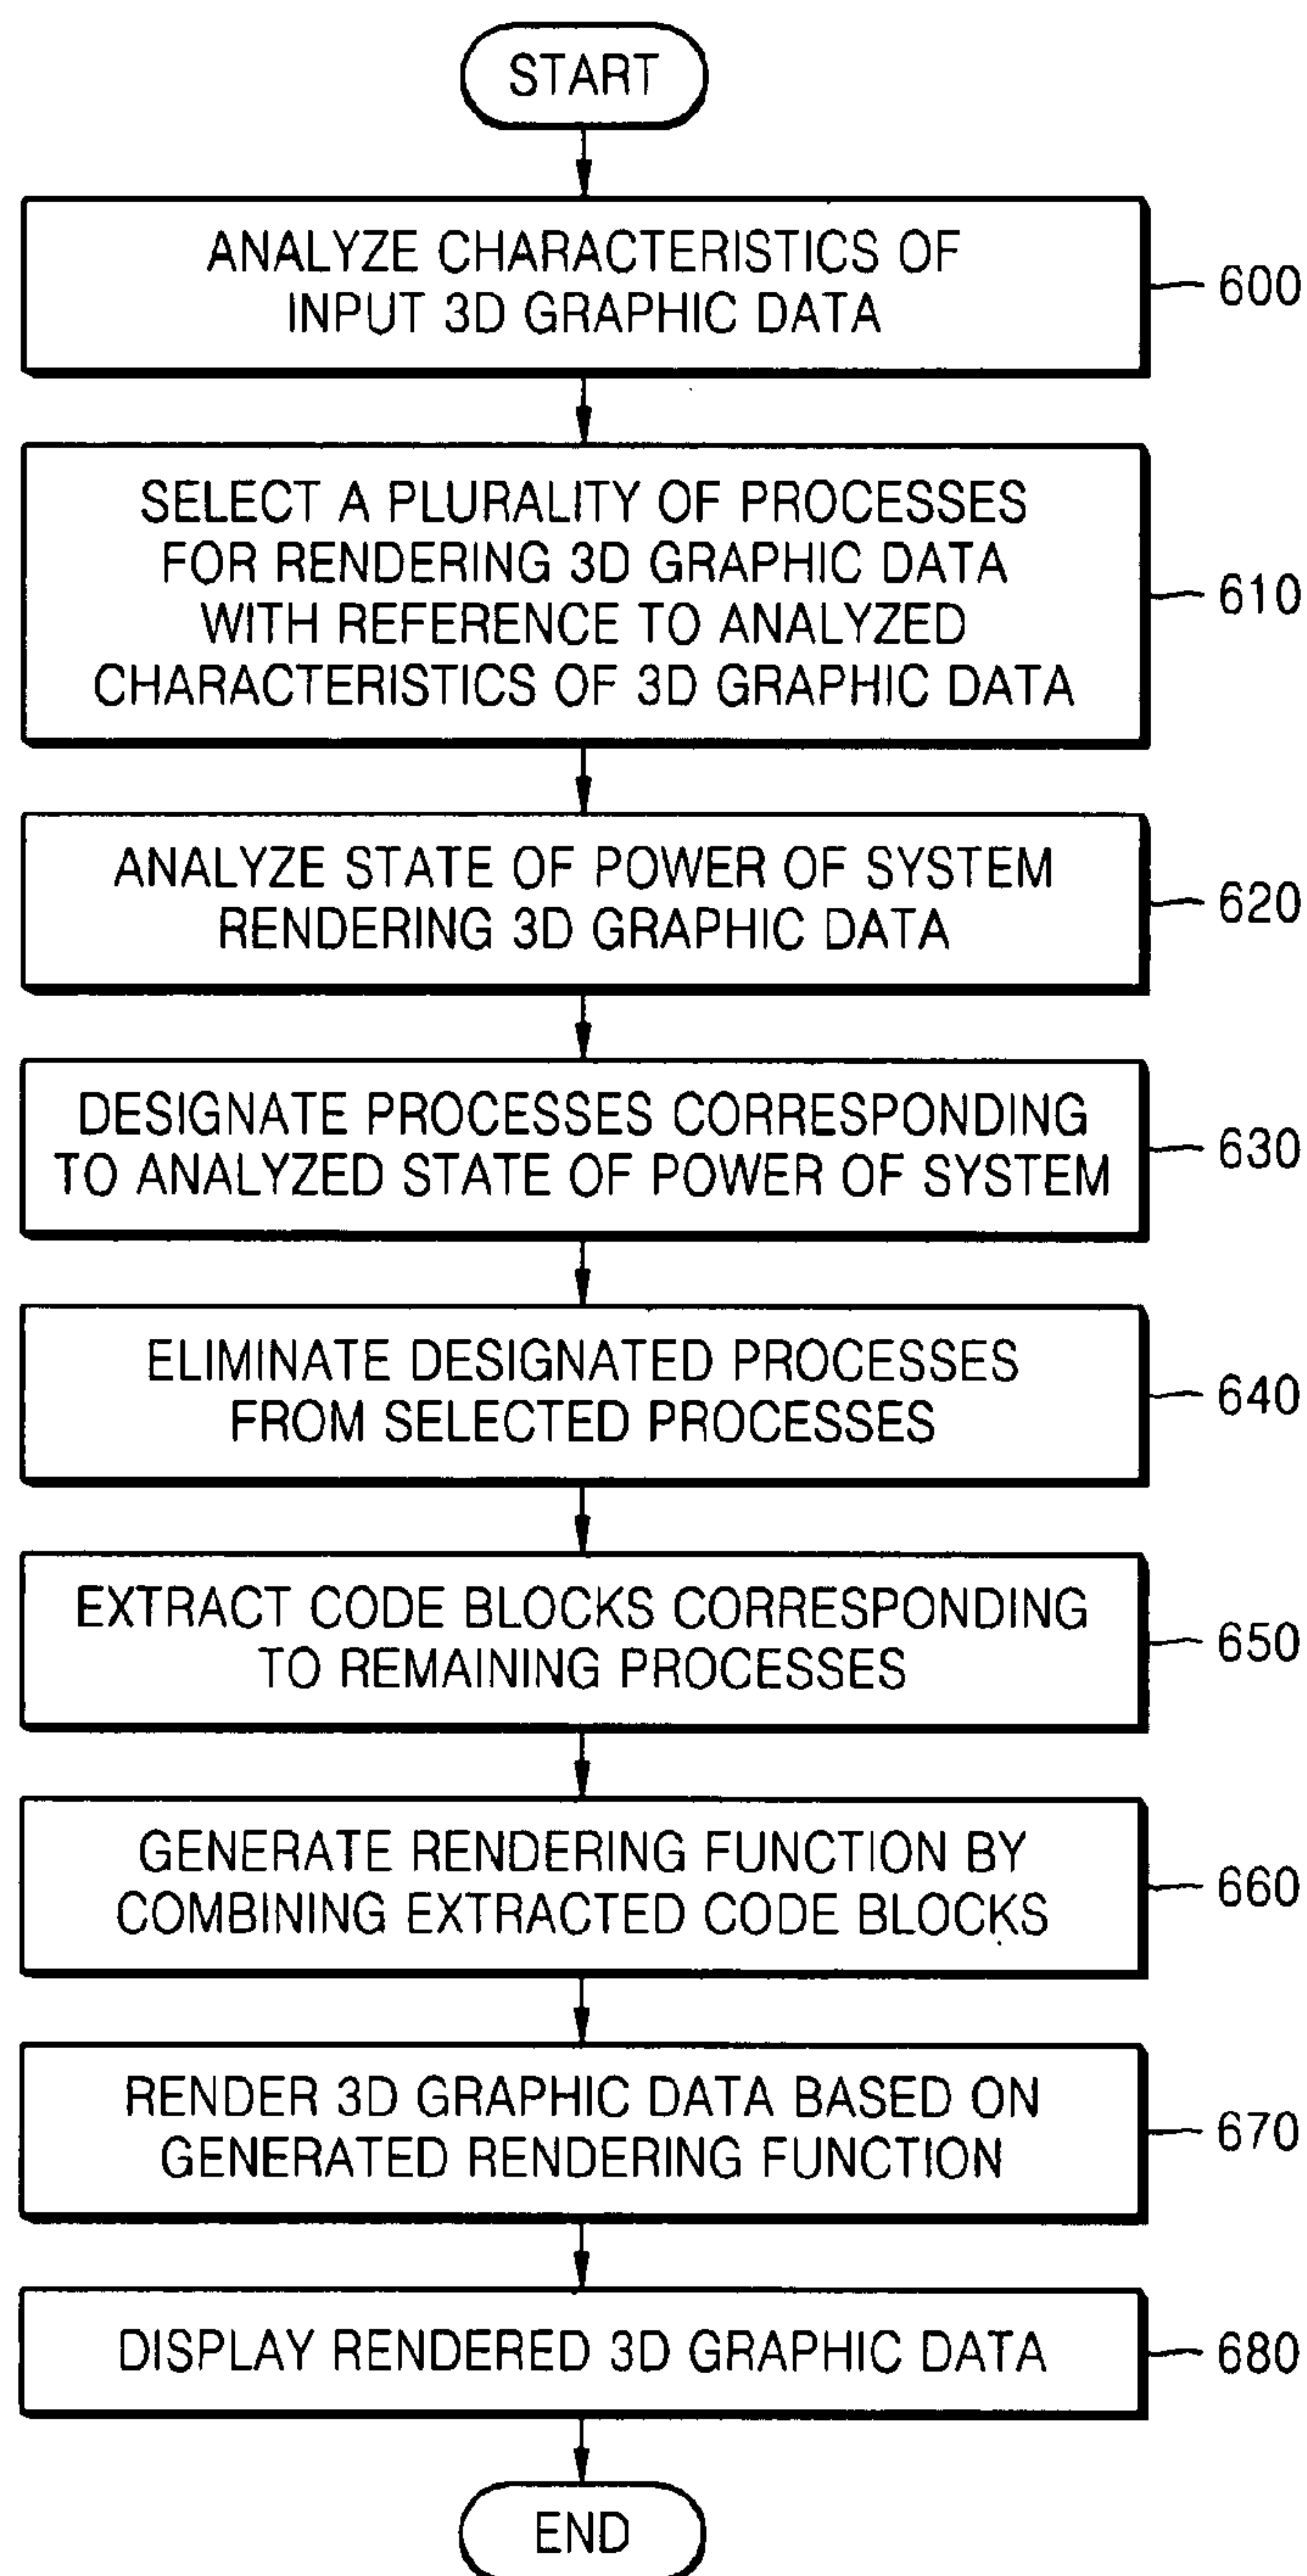 START
ANALYZE CHARACTERISTICS OF
INPUT 3D GRAPHIC DATA
600
SELECT A PLURALITY OF PROCESSES
FOR RENDERING 3D GRAPHIC DATA
WITH REFERENCE TO ANALYZED
CHARACTERISTICS OF 3D GRAPHIC DATA
610
ANALYZE STATE OF POWER OF SYSTEM
RENDERING 3D GRAPHIC DATA
620
DESIGNATE PROCESSES CORRESPONDING
TO ANALYZED STATE OF POWER OF SYSTEM
630
ELIMINATE DESIGNATED PROCESSES
FROM SELECTED PROCESSES
640
EXTRACT CODE BLOCKS CORRESPONDING
TO REMAINING PROCESSES
650
GENERATE RENDERING FUNCTION BY
COMBINING EXTRACTED CODE BLOCKS
660
RENDER 3D GRAPHIC DATA BASED ON
GENERATED RENDERING FUNCTION
670
DISPLAY RENDERED 3D GRAPHIC DATA
680
END